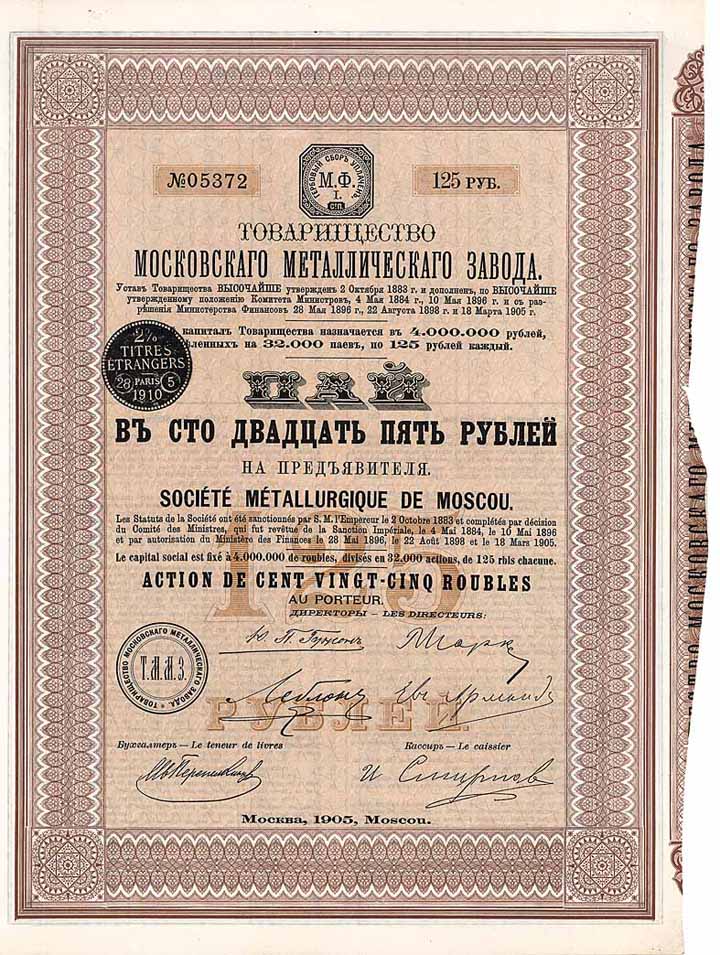 №05372
ГЕРБОВЫЙ СБОРЪ УПЛАЧЕНЪ.
М.Ф.
I.
125 РУБ.
ТОВАРИЩЕСТВО
МОСКОВСКАГО МЕТАЛЛИЧЕСКАГО ЗАВОДА.
Уставъ Товарищества ВЫСОЧАЙШЕ утвержденъ 2 Октября 1883 г. и дополненъ, по ВЫСОЧАЙШЕ
утвержденному положенію Комитета Министровъ, 4 Мая 1884 г., 10 Мая 1896 г. и съ раз-
рѣшенія Министерства Финансовъ 28 Мая 1896 г., 22 Августа 1898 г. и 18 Марта 1905 г.
капиталъ Товарищества назначается въ 4.000.000 рублей,
на 32.000 паевъ, по 125 рублей каждый.
2%
TITRES
ETRANGERS
28 PARIS 5
1910
ПАЙ
ВЪ СТО ДВАДЦАТЬ ПЯТЬ РУБЛЕЙ
НА ПРЕДЪЯВИТЕЛЯ.
SOCIÉTÉ MÉTALLURGIQUE DE MOSCOU.
Les Statuts de la Société ont été sanctionnés par S. M. l'Empereur le 2 Octobre 1883 et complétés par décision
du Comité des Ministres, qui fut revêtue de la Sanction Impériale, le 4 Mai 1884, le 10 Mai 1896
et par autorisation du Ministère des Finances le 28 Mai 1896, le 22 Août 1898 et le 18 Mars 1905.
Le capital social est fixé à 4.000.000 de roubles, divisés en 32.000 actions, de 125 rbls chacune.
ACTION DE CENT VINGT-CINQ ROUBLES
AU PORTEUR.
125
ДИРЕКТОРЫ — LES DIRECTEURS:
Ю. П. Гужонъ
ТОВАРИЩЕСТВО МОСКОВСКАГО МЕТАЛЛИЧЕСКАГО ЗАВОДА.
Т.М.М.З.
РУБЛЕЙ.
Бухгалтеръ — Le teneur de livres
Кассиръ — Le caissier
И Смирновъ
Москва, 1905, Moscou.